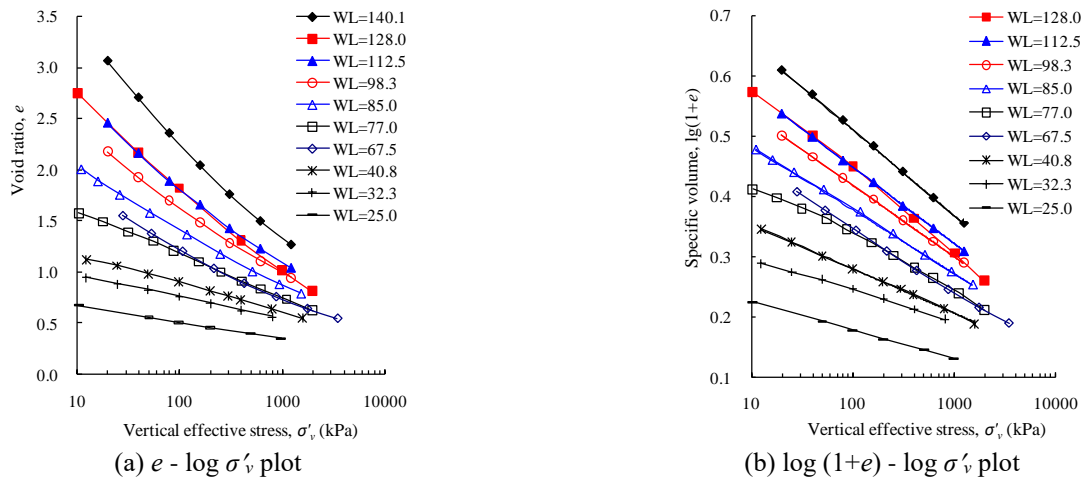 3.5
3.0
2.5
2.0
1.5
1.0
0.5
0.0
Void ratio, e
10 100 1000 10000
Vertical effective stress, σ′v (kPa)
WL=140.1
WL=128.0
WL=112.5
WL=98.3
WL=85.0
WL=77.0
WL=67.5
WL=40.8
WL=32.3
WL=25.0
(a) e - log σ′v plot
0.7
0.6
0.5
0.4
0.3
0.2
0.1
Specific volume, lg(1+e)
10 100 1000 10000
Vertical effective stress, σ′v (kPa)
WL=128.0
WL=112.5
WL=98.3
WL=85.0
WL=77.0
WL=67.5
WL=40.8
WL=32.3
WL=25.0
(b) log (1+e) - log σ′v plot